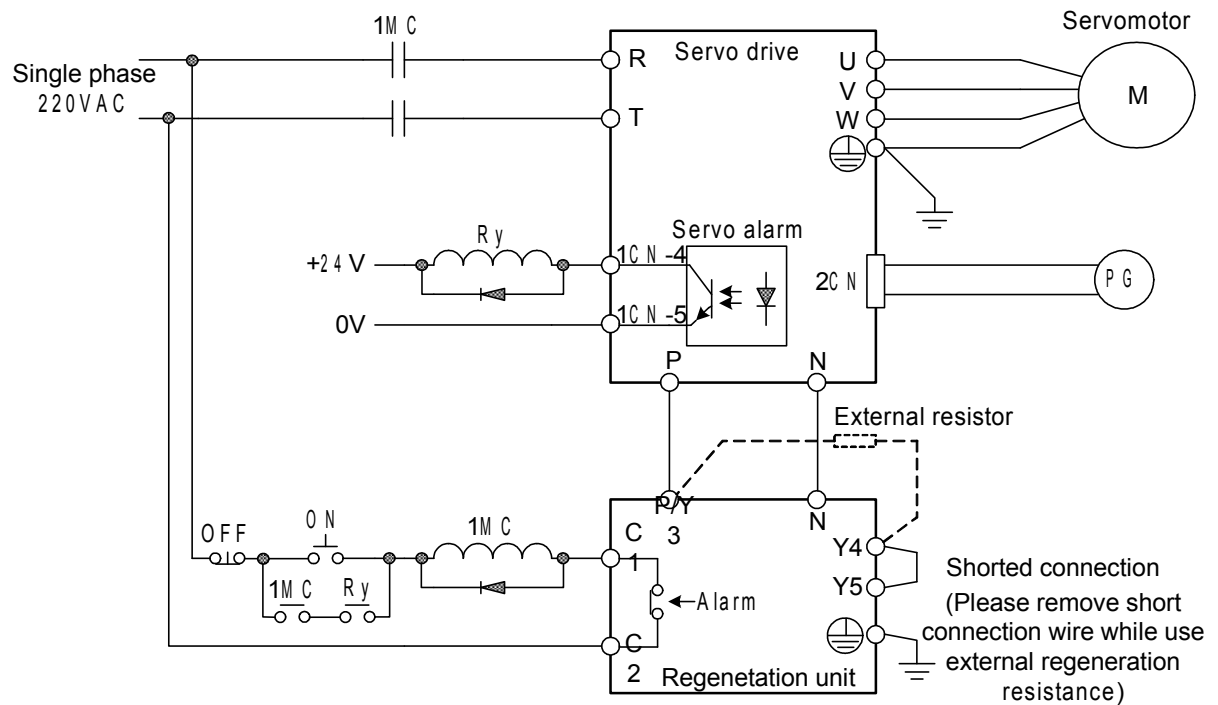 1MC
Servomotor
Single phase
220VAC
R
Servo drive
U
V
M
T
W
Servo alarm
Ry
+24V
1CN-4
2CN
PG
0V
1CN-5
P
N
External resistor
P/Y
3
N
OFF
ON
1MC
C
1
Y4
1MC
Ry
Alarm
Y5
Shorted connection
(Please remove short
connection wire while use
external regeneration
resistance)
C
2
Regenetation unit